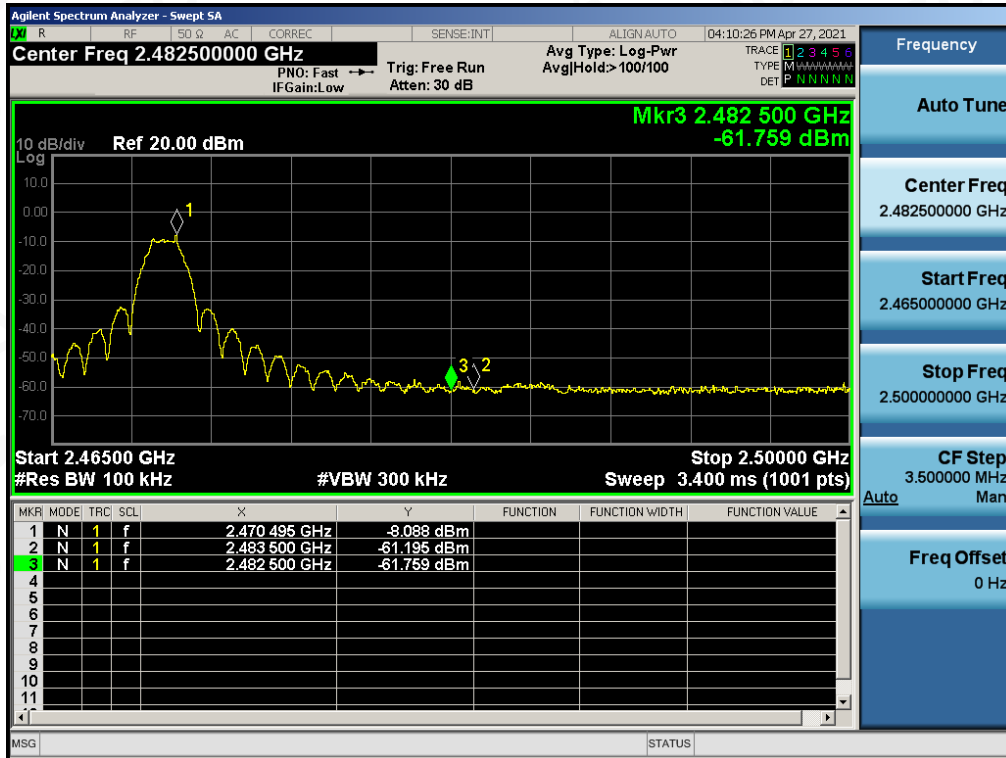 Agilent Spectrum Analyzer - Swept SA
LXI R RF 50 Ω AC CORREC SENSE:INT ALIGN AUTO 04:10:26 PM Apr 27, 2021
Center Freq 2.482500000 GHz
PNO: Fast
IFGain:Low
Trig: Free Run
Atten: 30 dB
Avg Type: Log-Pwr
Avg|Hold:> 100/100
TRACE 1 2 3 4 5 6
TYPE M WWWWW
DET P N N N N N
Mkr3 2.482 500 GHz
-61.759 dBm
10 dB/div Ref 20.00 dBm
Log
10.0
0.00
-10.0
-20.0
-30.0
-40.0
-50.0
-60.0
-70.0
1
3
2
Start 2.46500 GHz Stop 2.50000 GHz
#Res BW 100 kHz #VBW 300 kHz Sweep 3.400 ms (1001 pts)
MKR MODE TRC SCL X Y FUNCTION FUNCTION WIDTH FUNCTION VALUE
1 N 1 f 2.470 495 GHz -8.088 dBm
2 N 1 f 2.483 500 GHz -61.195 dBm
3 N 1 f 2.482 500 GHz -61.759 dBm
4
5
6
7
8
9
10
11
MSG STATUS
Frequency
Auto Tune
Center Freq
2.482500000 GHz
Start Freq
2.465000000 GHz
Stop Freq
2.500000000 GHz
CF Step
3.500000 MHz
Auto Man
Freq Offset
0 Hz